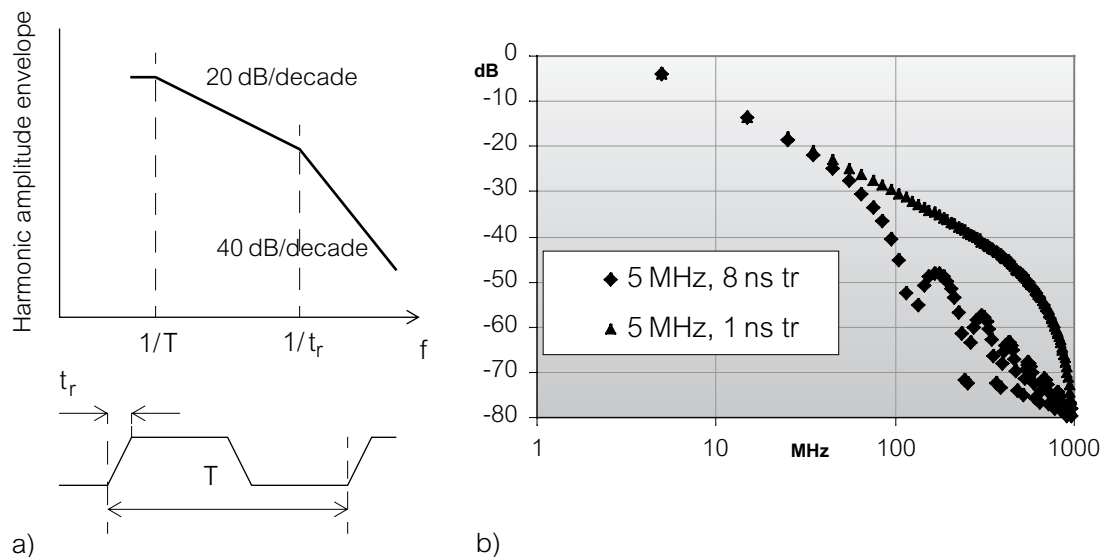 Harmonic amplitude envelope
20 dB/decade
40 dB/decade
1/T
1/tr
f
tr
T
a)
0
dB
-10
-20
-30
-40
-50
-60
-70
-80
5 MHz, 8 ns tr
5 MHz, 1 ns tr
1
10
MHz
100
1000
b)